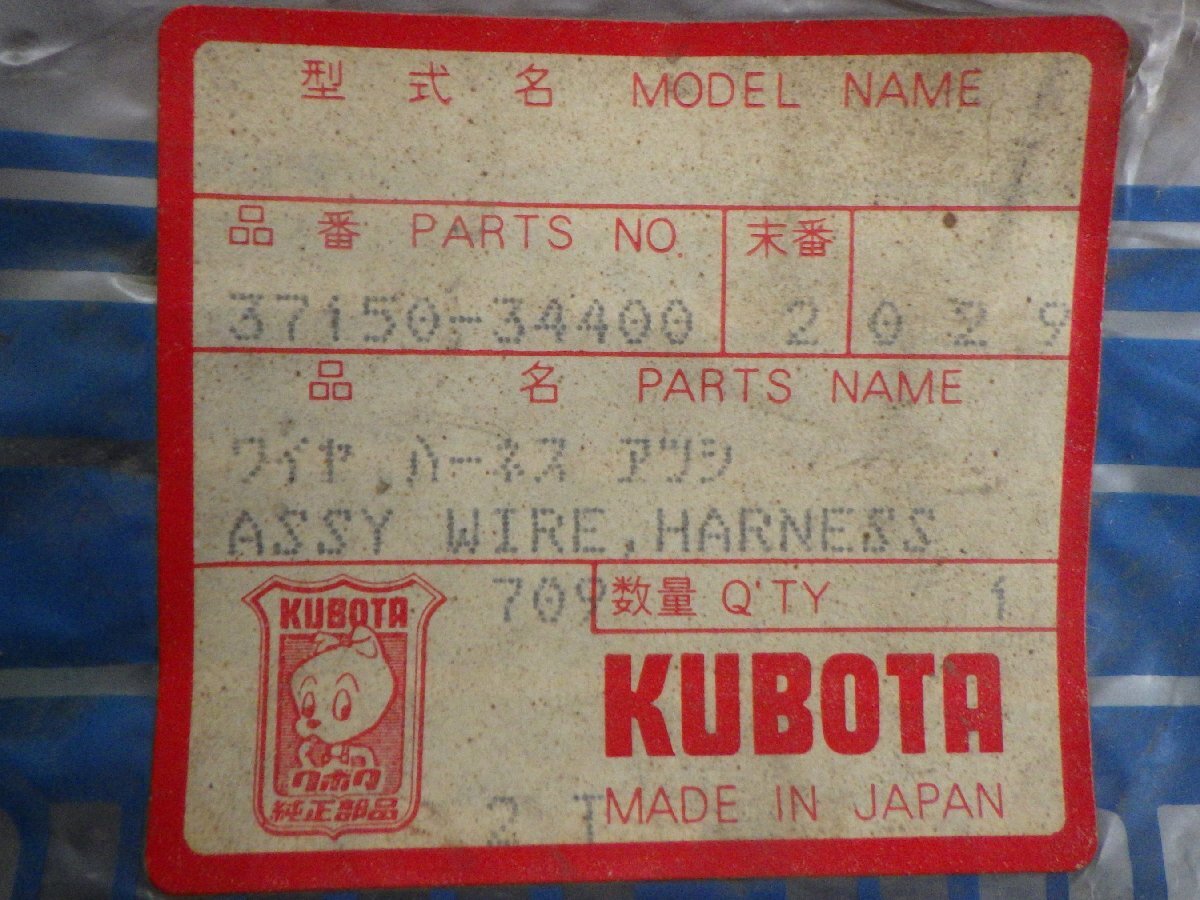 型式名 MODEL NAME
品番 PARTS NO. 末番
37150-34400 2 0 2 9
品名 PARTS NAME
ワイヤ,ハーネス アツシ
ASSY WIRE,HARNESS
709 数量 Q'TY 1
KUBOTA
クボタ
純正部品
KUBOTA
2 T MADE IN JAPAN